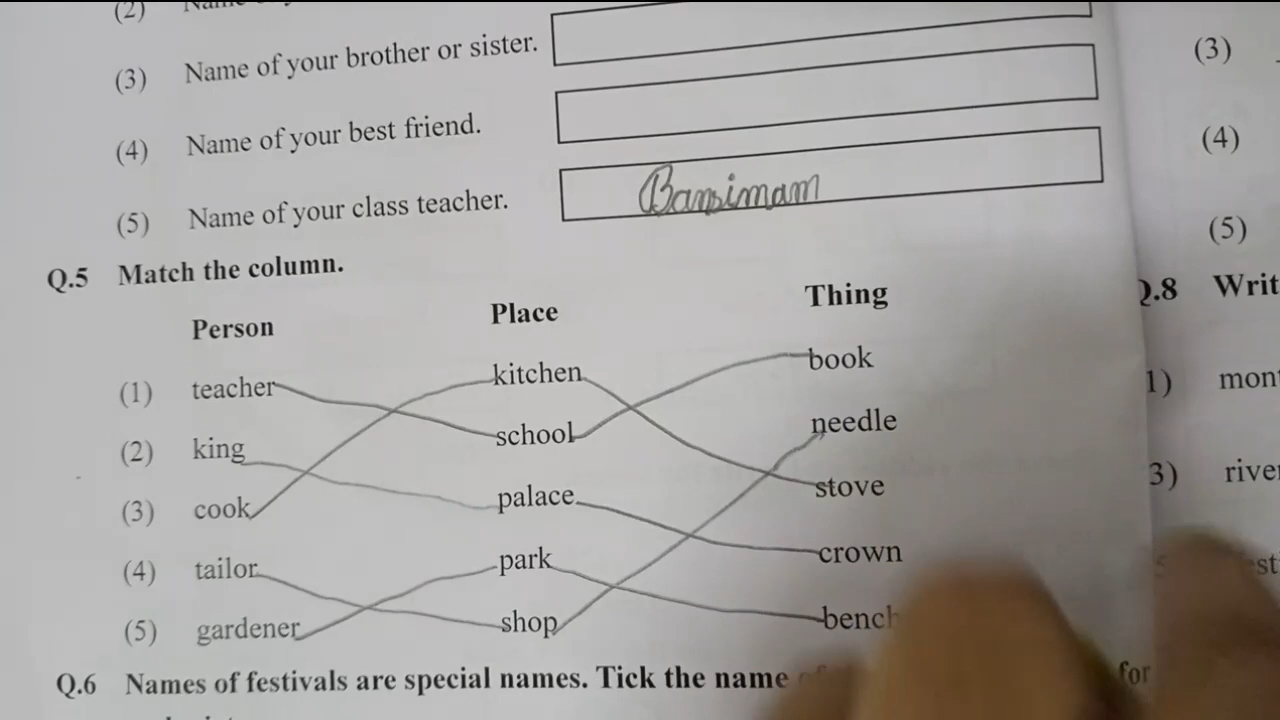 (2)
(3) Name of your brother or sister.
(4) Name of your best friend.
(5) Name of your class teacher. Bansimam
Q.5 Match the column.
Person Place Thing
(1) teacher kitchen book
(2) king school needle
(3) cook palace stove
(4) tailor park crown
(5) gardener shop bench
Q.6 Names of festivals are special names. Tick the name for
(3)
(4)
(5)
Q.8 Writ
1) mont
3) river